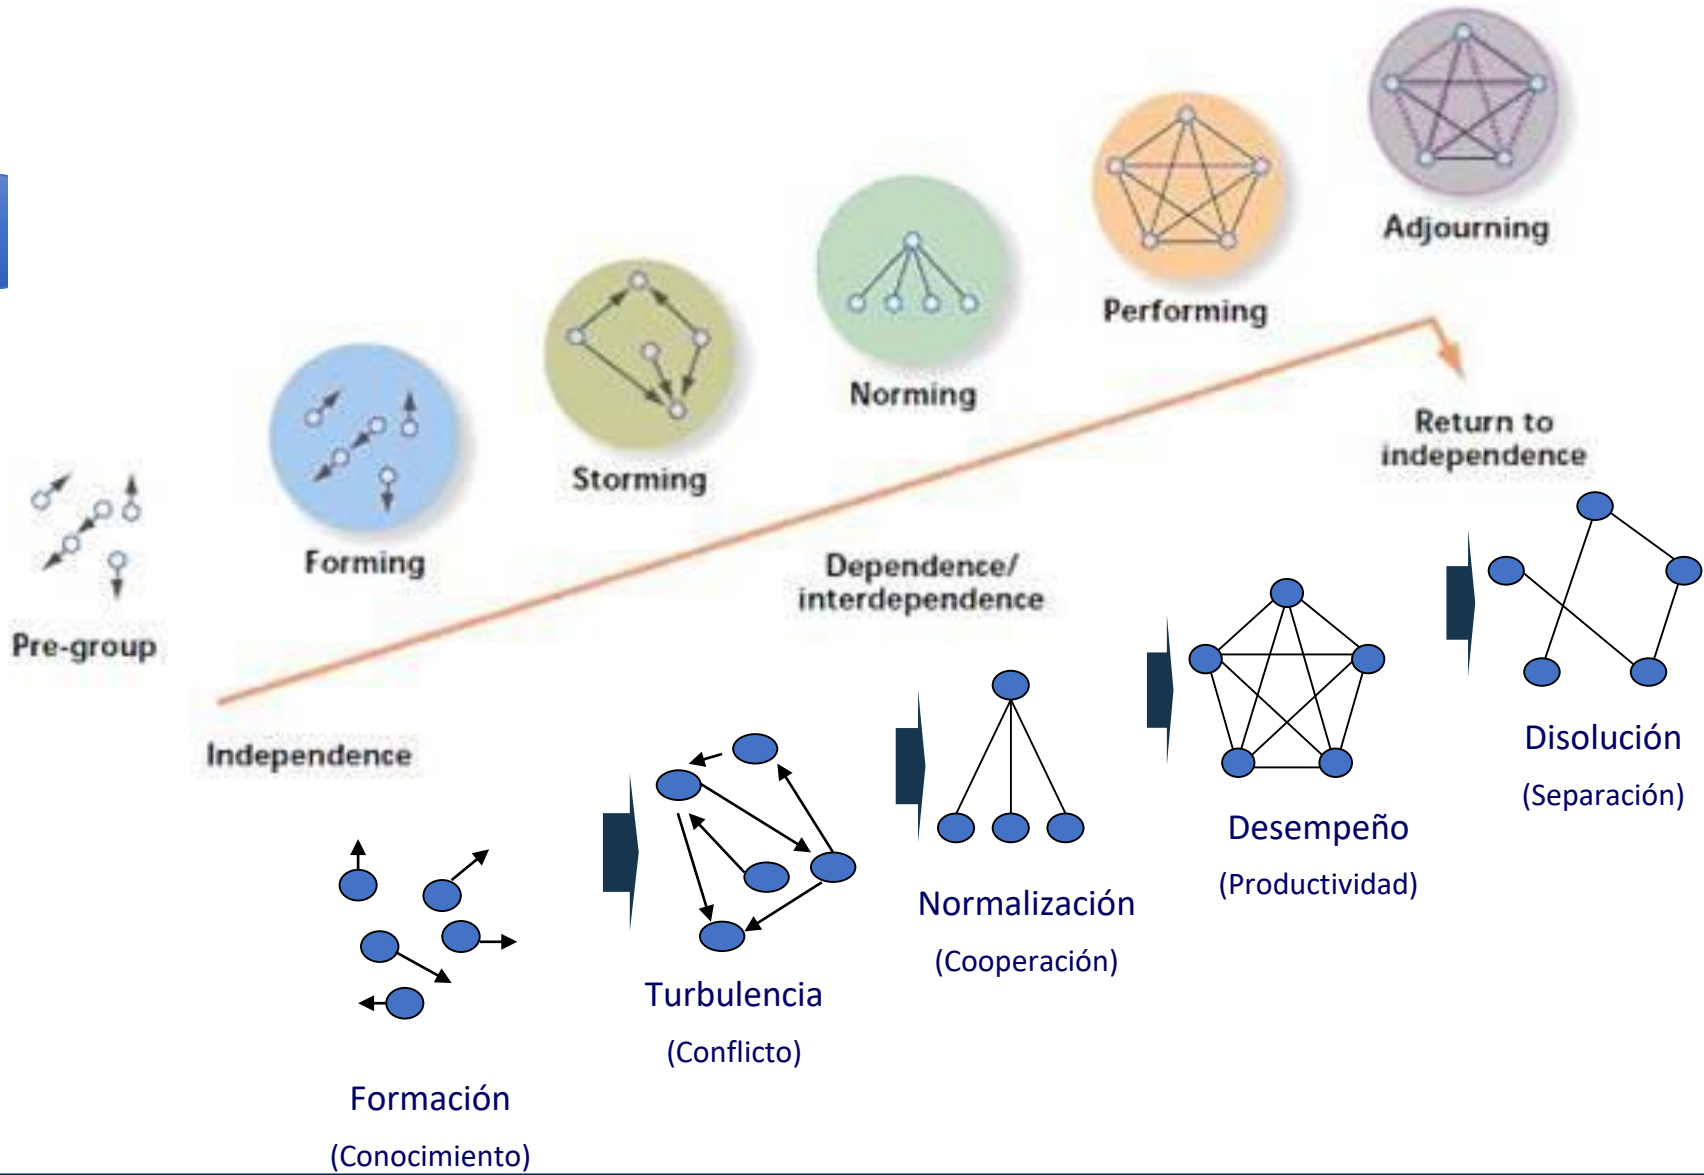 Adjourning
Performing
Norming
Storming
Forming
Pre-group
Return to
independence
Dependence/
interdependence
Independence
Disolución
(Separación)
Desempeño
(Productividad)
Normalización
(Cooperación)
Turbulencia
(Conflicto)
Formación
(Conocimiento)